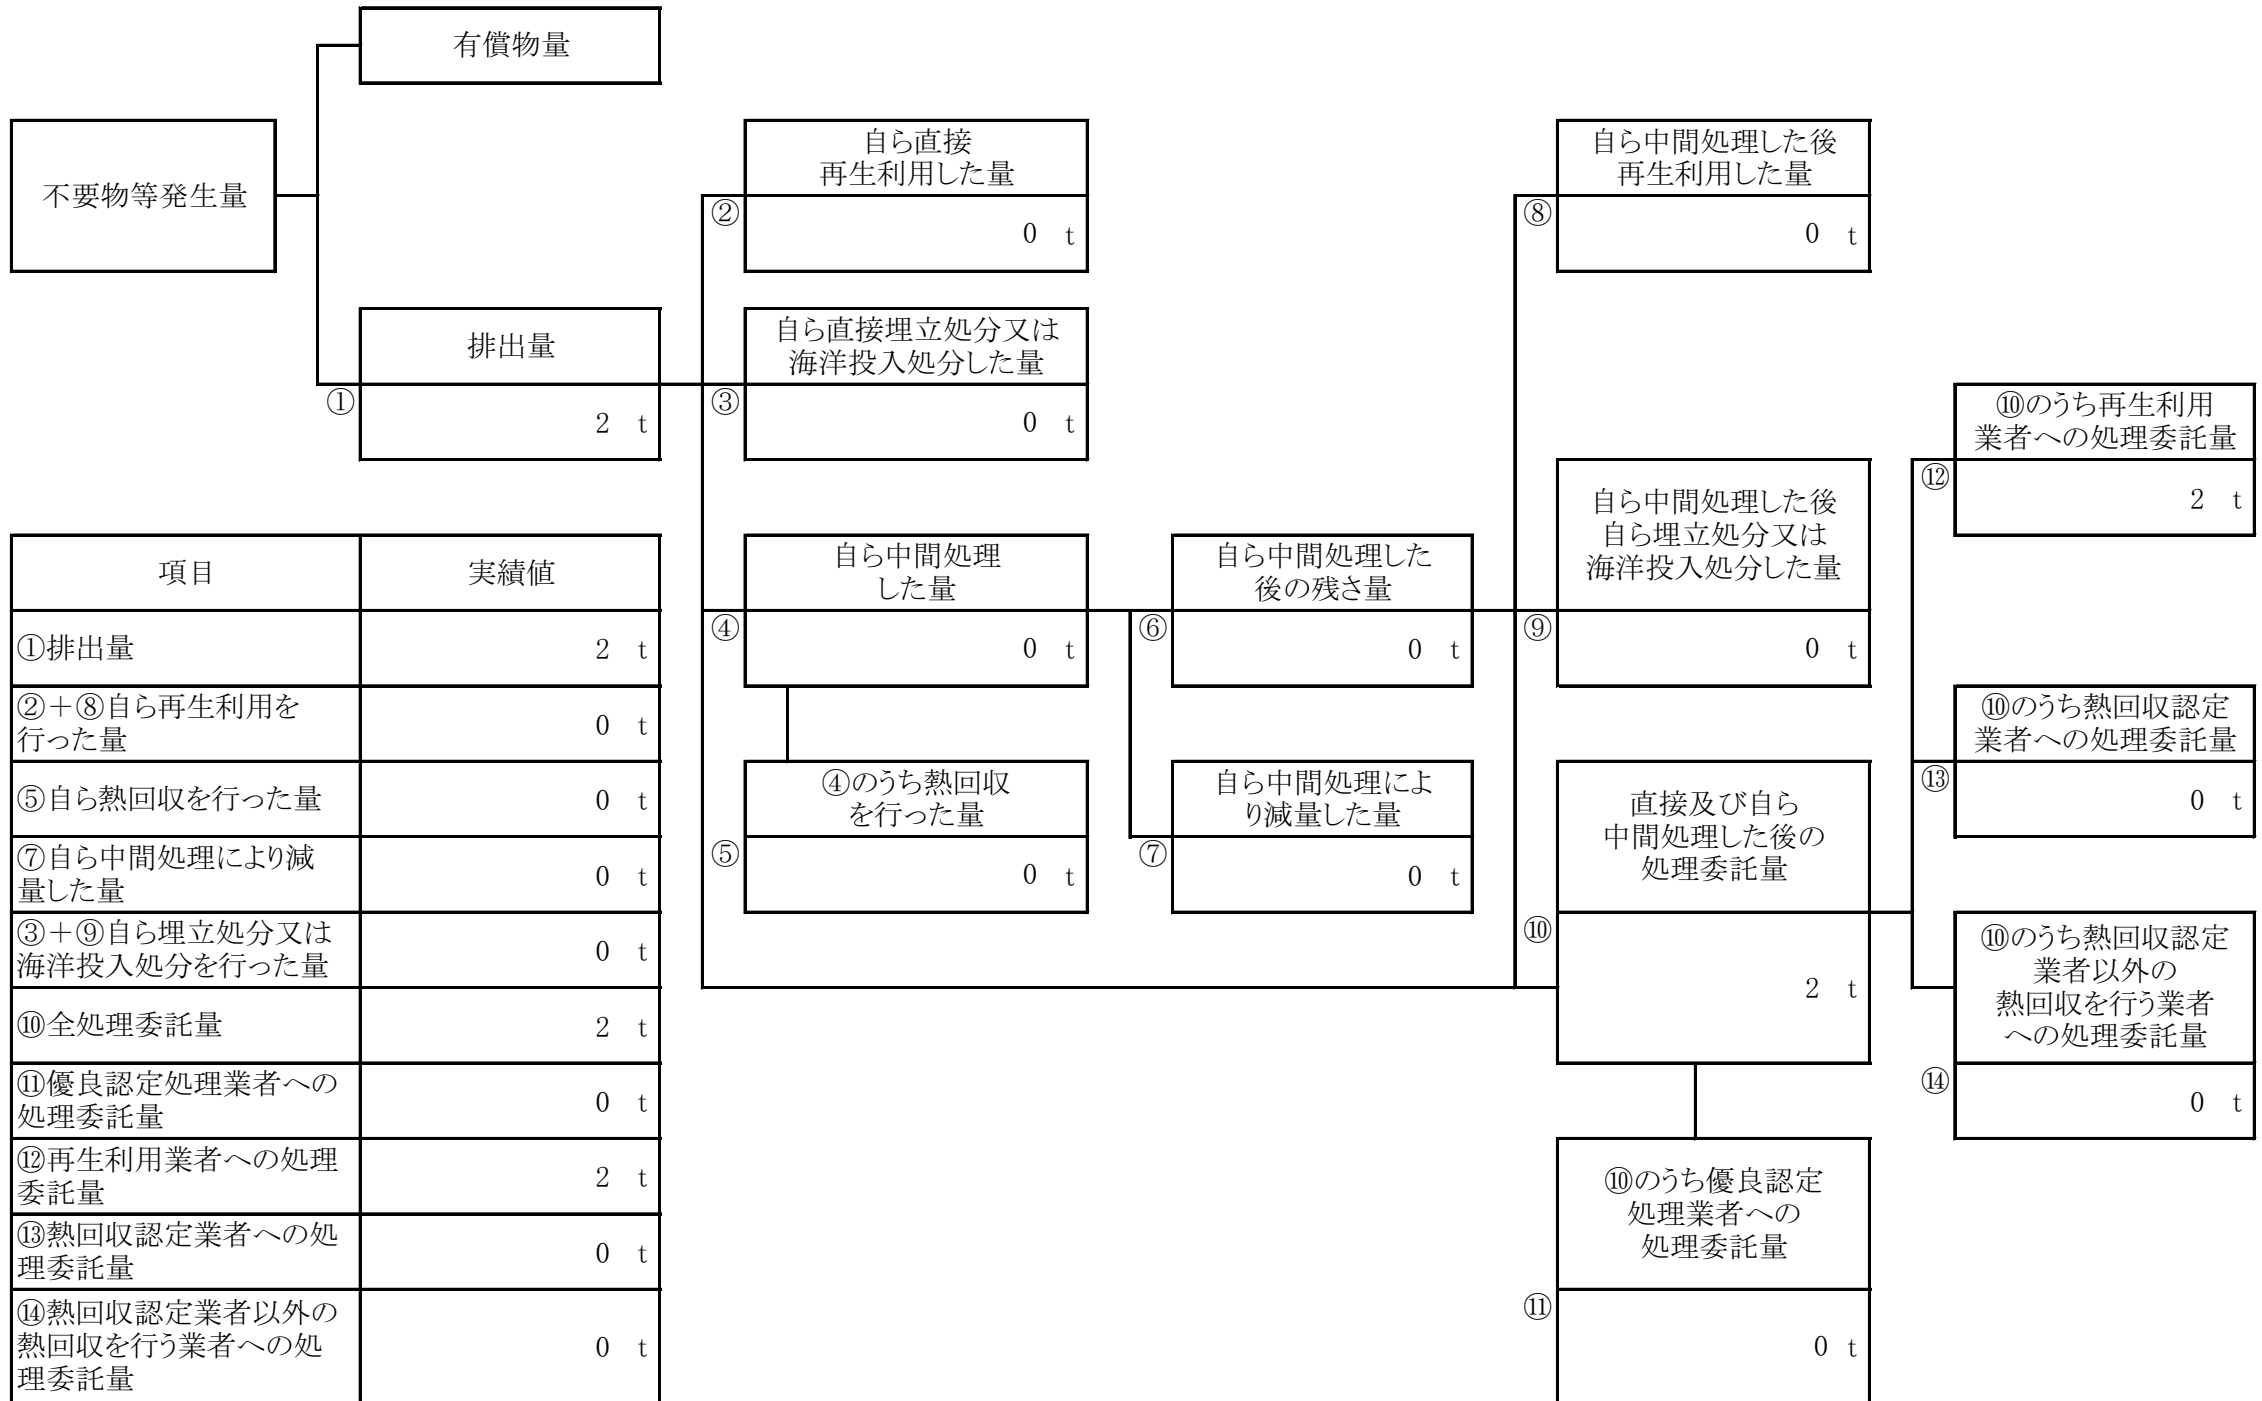 有償物量
不要物等発生量
排出量
①
2 t
自ら直接
再生利用した量
②
0 t
自ら直接埋立処分又は
海洋投入処分した量
③
0 t
自ら中間処理
した量
④
0 t
④のうち熱回収
を行った量
⑤
0 t
自ら中間処理した
後の残さ量
⑥
0 t
自ら中間処理によ
り減量した量
⑦
0 t
自ら中間処理した後
再生利用した量
⑧
0 t
自ら中間処理した後
自ら埋立処分又は
海洋投入処分した量
⑨
0 t
直接及び自ら
中間処理した後の
処理委託量
⑩
2 t
⑩のうち優良認定
処理業者への
処理委託量
⑪
0 t
⑩のうち再生利用
業者への処理委託量
⑫
2 t
⑩のうち熱回収認定
業者への処理委託量
⑬
0 t
⑩のうち熱回収認定
業者以外の
熱回収を行う業者
への処理委託量
⑭
0 t
項目 実績値
①排出量 2 t
②+⑧自ら再生利用を
行った量 0 t
⑤自ら熱回収を行った量 0 t
⑦自ら中間処理により減
量した量 0 t
③+⑨自ら埋立処分又は
海洋投入処分を行った量 0 t
⑩全処理委託量 2 t
⑪優良認定処理業者への
処理委託量 0 t
⑫再生利用業者への処理
委託量 2 t
⑬熱回収認定業者への処
理委託量 0 t
⑭熱回収認定業者以外の
熱回収を行う業者への処
理委託量 0 t